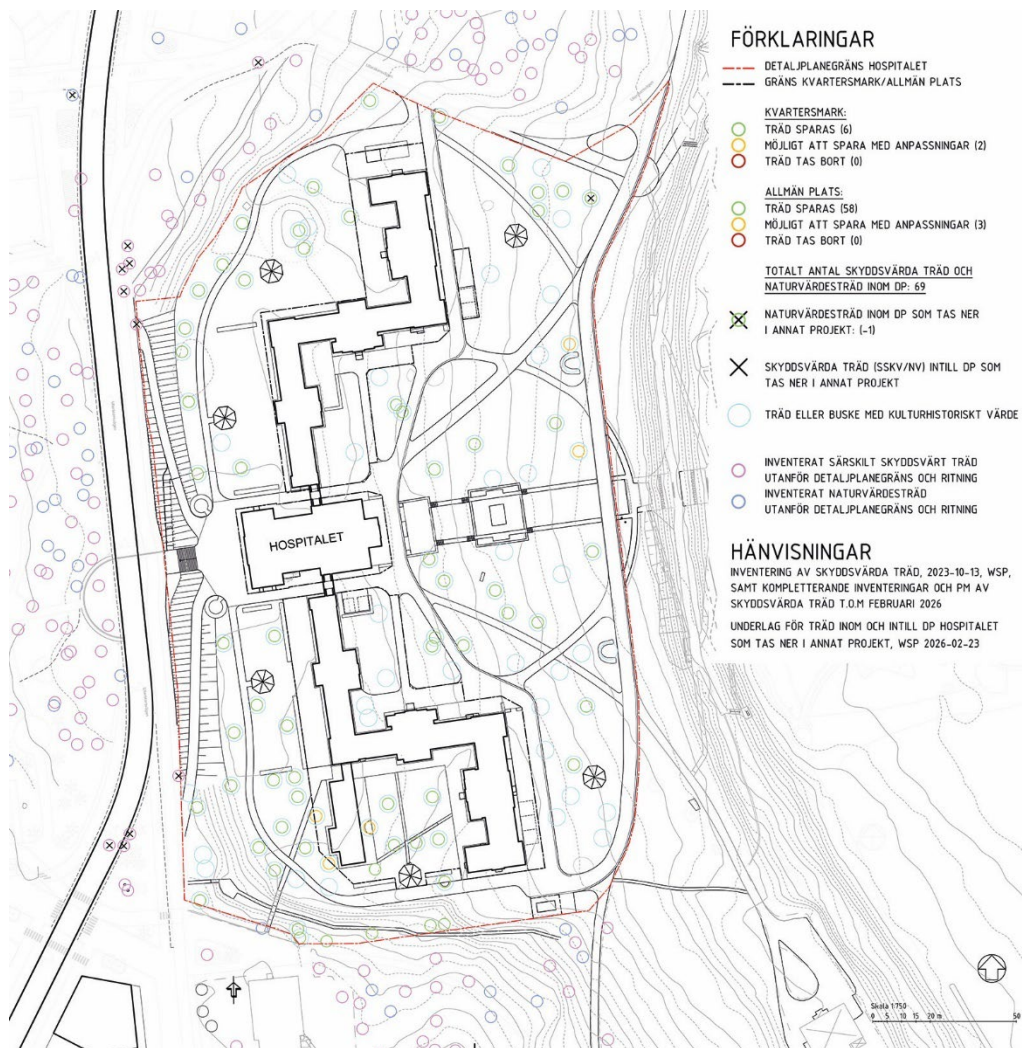 FÖRKLARINGAR
DETALJPLANEGRÄNS HOSPITALET
GRÄNS KVARTERSMARK/ALLMÄN PLATS
KVARTERSMARK:
TRÄD SPARAS (6)
MÖJLIGT ATT SPARA MED ANPASSNINGAR (2)
TRÄD TAS BORT (0)
ALLMÄN PLATS:
TRÄD SPARAS (58)
MÖJLIGT ATT SPARA MED ANPASSNINGAR (3)
TRÄD TAS BORT (0)
TOTALT ANTAL SKYDDSVÄRDA TRÄD OCH
NATURVÄRDESTRÄD INOM DP: 69
NATURVÄRDESTRÄD INOM DP SOM TAS NER
I ANNAT PROJEKT: (-1)
SKYDDSVÄRDA TRÄD (SSKV/NV) INTILL DP SOM
TAS NER I ANNAT PROJEKT
TRÄD ELLER BUSKE MED KULTURHISTORISKT VÄRDE
INVENTERAT SÄRSKILT SKYDDSVÄRT TRÄD
UTANFÖR DETALJPLANEGRÄNS OCH RITNING
INVENTERAT NATURVÄRDESTRÄD
UTANFÖR DETALJPLANEGRÄNS OCH RITNING
HÄNVISNINGAR
INVENTERING AV SKYDDSVÄRDA TRÄD, 2023-10-13, WSP,
SAMT KOMPLETTERANDE INVENTERINGAR OCH PM AV
SKYDDSVÄRDA TRÄD T.O.M FEBRUARI 2026
UNDERLAG FÖR TRÄD INOM OCH INTILL DP HOSPITALET
SOM TAS NER I ANNAT PROJEKT, WSP 2026-02-23
HOSPITALET
Skala 1:750
0 5 10 15 20 m 50